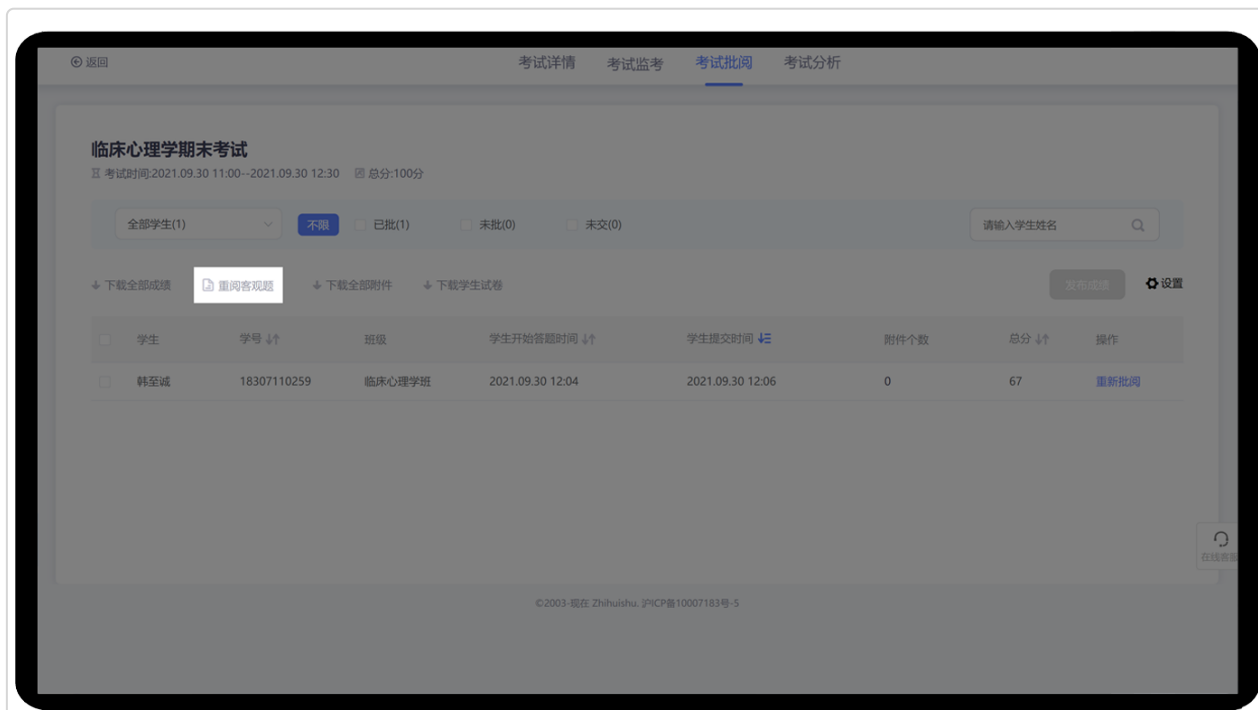 返回
考试详情 考试监考 考试批阅 考试分析
临床心理学期末考试
考试时间:2021.09.30 11:00--2021.09.30 12:30 总分:100分
全部学生(1) 不限 已批(1) 未批(0) 未交(0) 请输入学生姓名
下载全部成绩 重阅客观题 下载全部附件 下载学生试卷 发布成绩 设置
学生 学号 班级 学生开始答题时间 学生提交时间 附件个数 总分 操作
韩至诚 18307110259 临床心理学班 2021.09.30 12:04 2021.09.30 12:06 0 67 重新批阅
在线客服
©2003-现在 Zhihuishu. 沪ICP备10007183号-5